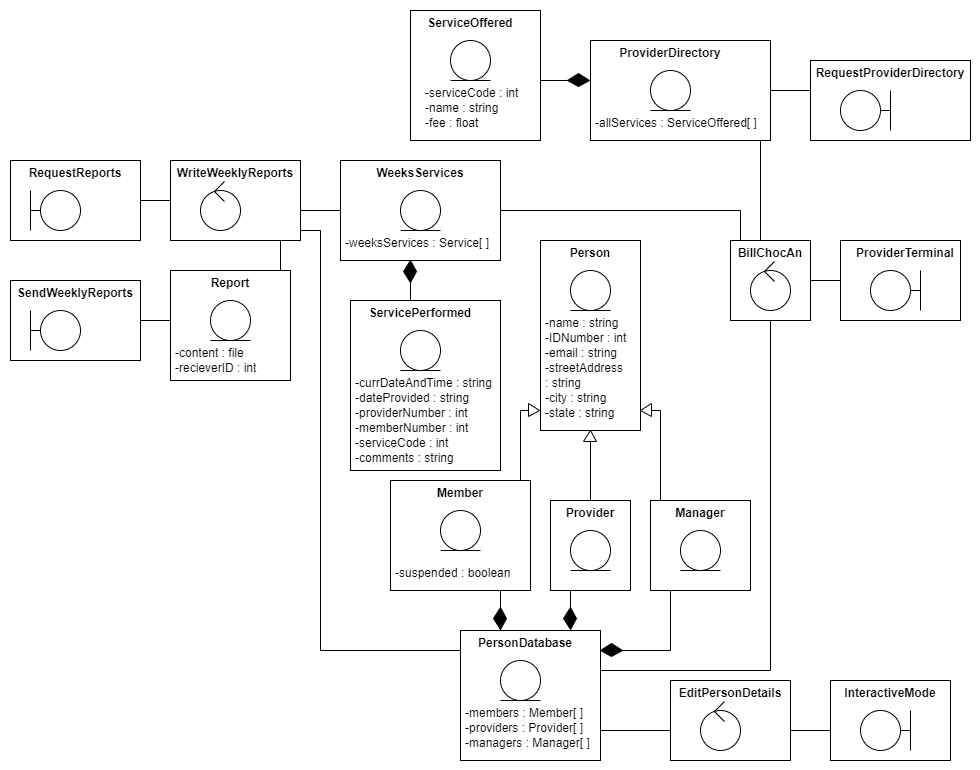 ServiceOffered
-serviceCode : int
-name : string
-fee : float
ProviderDirectory
-allServices : ServiceOffered[ ]
RequestProviderDirectory
RequestReports
WriteWeeklyReports
WeeksServices
-weeksServices : Service[ ]
SendWeeklyReports
Report
-content : file
-recieverID : int
ServicePerformed
-currDateAndTime : string
-dateProvided : string
-providerNumber : int
-memberNumber : int
-serviceCode : int
-comments : string
Person
-name : string
-IDNumber : int
-email : string
-streetAddress
: string
-city : string
-state : string
BillChocAn
ProviderTerminal
Member
-suspended : boolean
Provider
Manager
PersonDatabase
-members : Member[ ]
-providers : Provider[ ]
-managers : Manager[ ]
EditPersonDetails
InteractiveMode